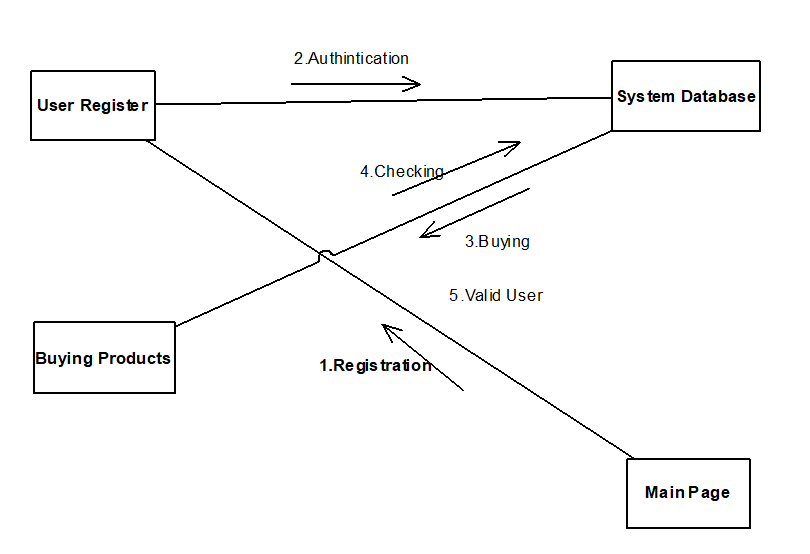 2.Authintication
User Register
System Database
4.Checking
3.Buying
5.Valid User
Buying Products
1.Registration
Main Page